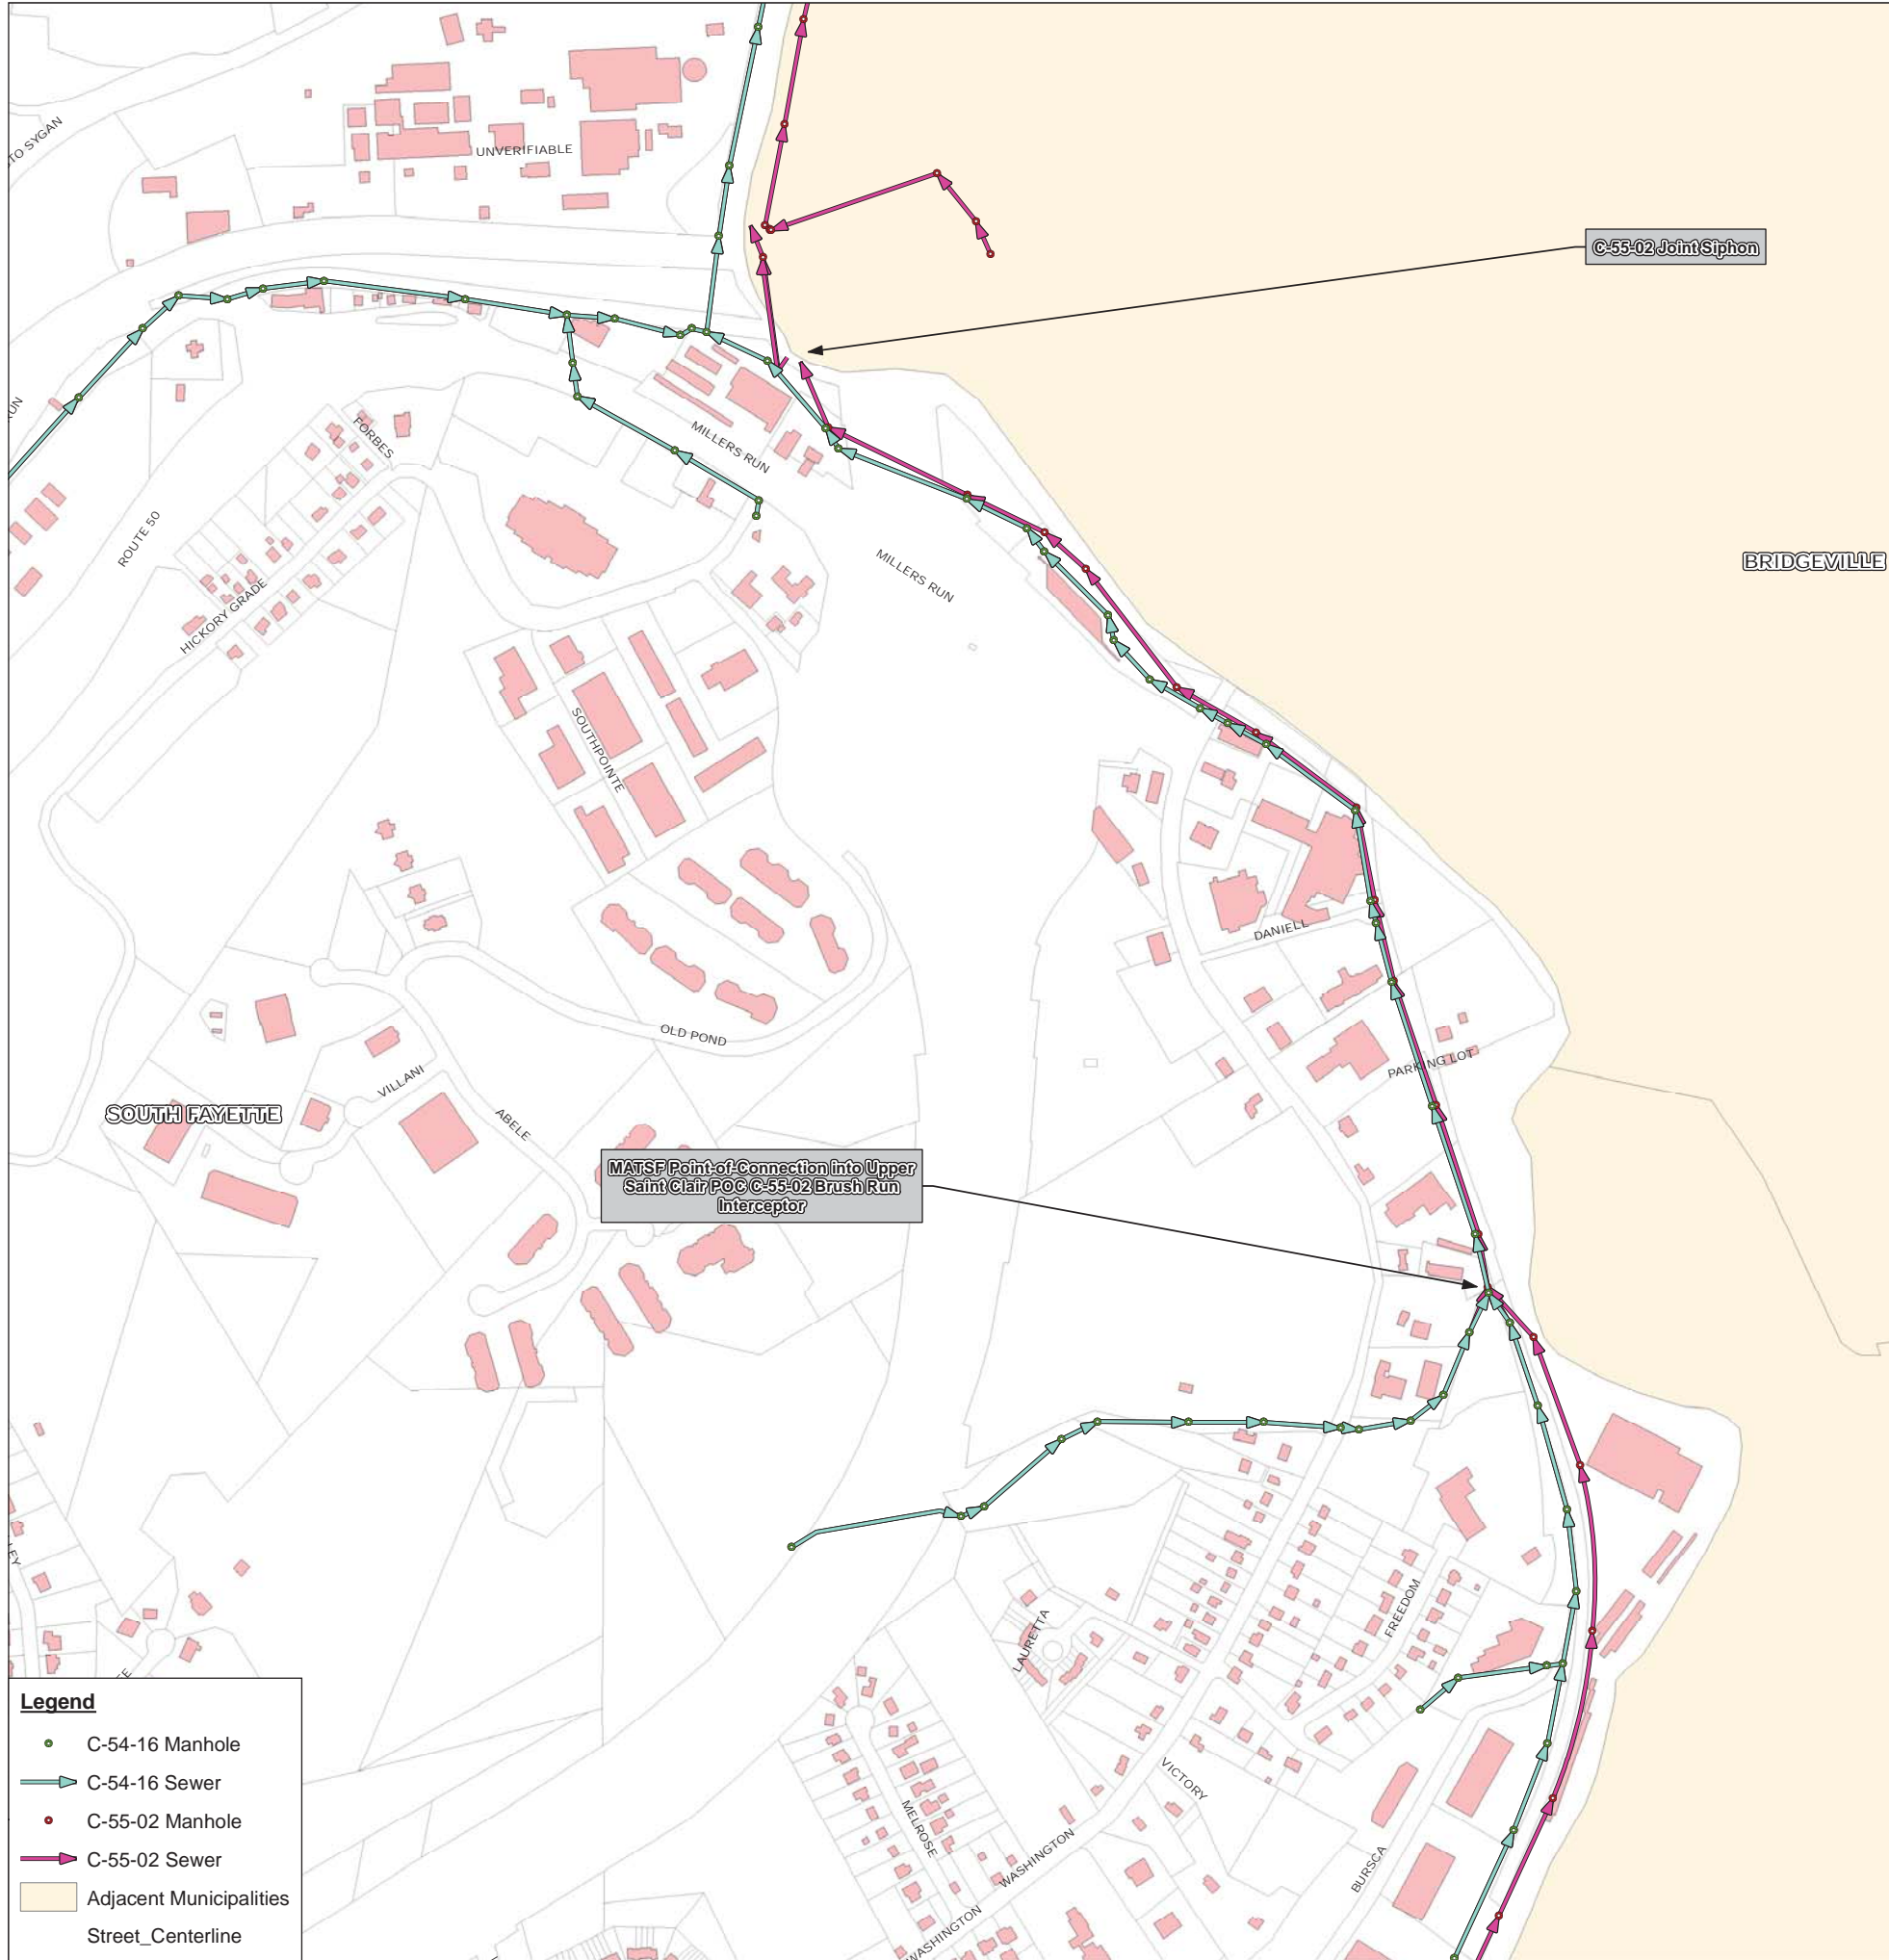 TO SYGAN
UNVERIFIABLE
C-55-02 Joint Siphon
FORBES
MILLERS RUN
ROUTE 50
MILLERS RUN
BRIDGEVILLE
HICKORY GRADE
SOUTHPOINTE
DANIELL
OLD POND
PARKING LOT
VILLANI
SOUTH FAYETTE
ABELE
MATSF Point-of-Connection into Upper
Saint Clair POC C-55-02 Brush Run
Interceptor
LAURETTA
FREEDOM
VICTORY
MELROSE
WASHINGTON
BURSCA
WASHINGTON
Legend
C-54-16 Manhole
C-54-16 Sewer
C-55-02 Manhole
C-55-02 Sewer
Adjacent Municipalities
Street_Centerline